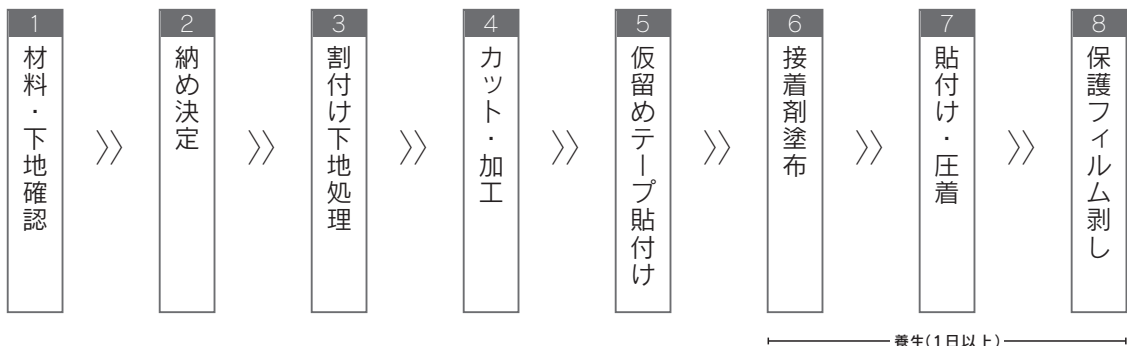 1
材料・下地確認
2
納め決定
3
割付け下地処理
4
カット・加工
5
仮留めテープ貼付け
6
接着剤塗布
7
貼付け・圧着
8
保護フィルム剥し
養生(1日以上)